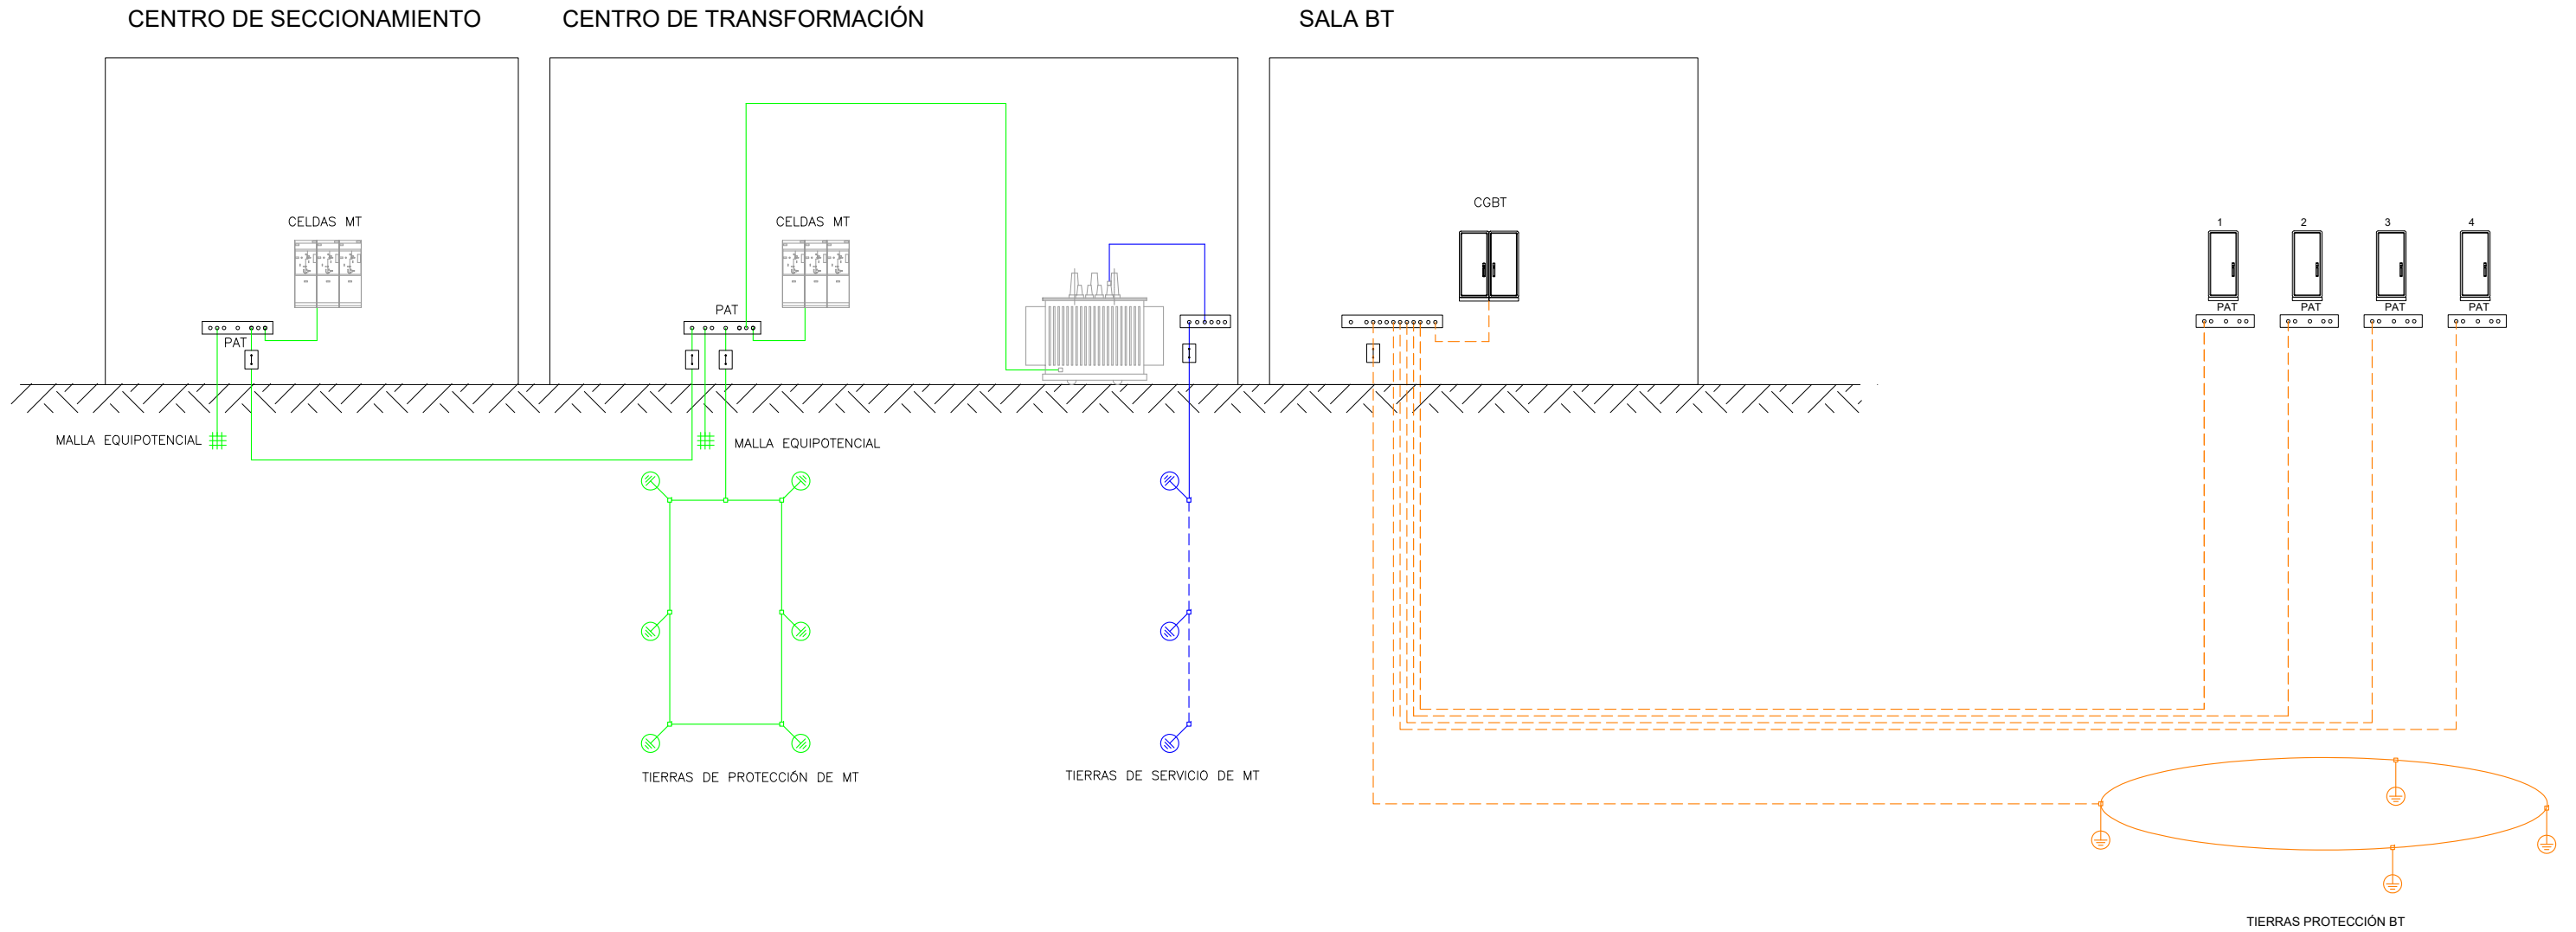 CENTRO DE SECCIONAMIENTO
CENTRO DE TRANSFORMACIÓN
SALA BT
CELDAS MT
CELDAS MT
CGBT
1
2
3
4
PAT
PAT
PAT
PAT
PAT
PAT
MALLA EQUIPOTENCIAL
MALLA EQUIPOTENCIAL
TIERRAS DE PROTECCIÓN DE MT
TIERRAS DE SERVICIO DE MT
TIERRAS PROTECCIÓN BT